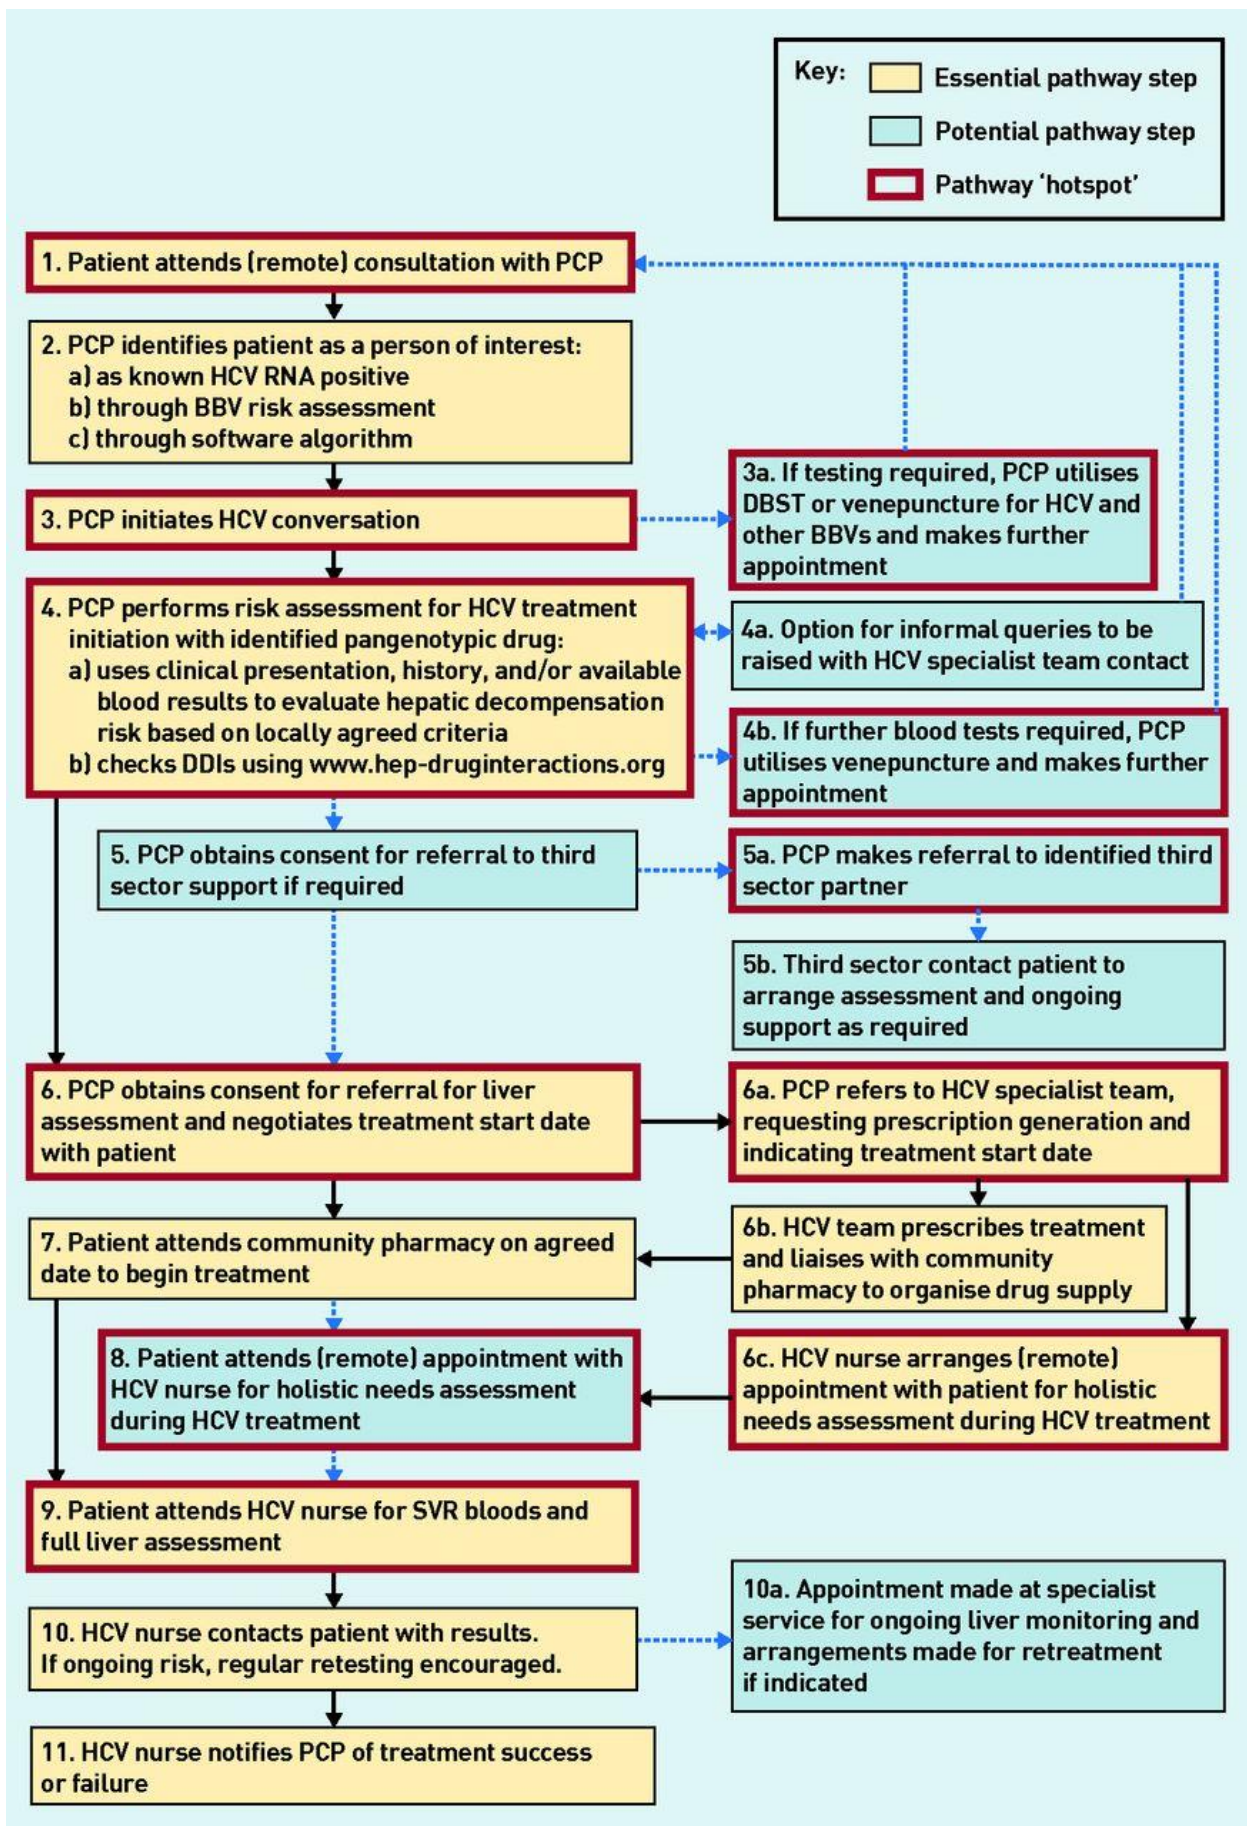 Key:
Essential pathway step
Potential pathway step
Pathway ‘hotspot’
1. Patient attends (remote) consultation with PCP
2. PCP identifies patient as a person of interest:
a) as known HCV RNA positive
b) through BBV risk assessment
c) through software algorithm
3. PCP initiates HCV conversation
3a. If testing required, PCP utilises
DBST or venepuncture for HCV and
other BBVs and makes further
appointment
4. PCP performs risk assessment for HCV treatment
initiation with identified pangenotypic drug:
a) uses clinical presentation, history, and/or available
blood results to evaluate hepatic decompensation
risk based on locally agreed criteria
b) checks DDIs using www.hep-druginteractions.org
4a. Option for informal queries to be
raised with HCV specialist team contact
4b. If further blood tests required, PCP
utilises venepuncture and makes further
appointment
5. PCP obtains consent for referral to third
sector support if required
5a. PCP makes referral to identified third
sector partner
5b. Third sector contact patient to
arrange assessment and ongoing
support as required
6. PCP obtains consent for referral for liver
assessment and negotiates treatment start date
with patient
6a. PCP refers to HCV specialist team,
requesting prescription generation and
indicating treatment start date
6b. HCV team prescribes treatment
and liaises with community
pharmacy to organise drug supply
7. Patient attends community pharmacy on agreed
date to begin treatment
6c. HCV nurse arranges (remote)
appointment with patient for holistic
needs assessment during HCV treatment
8. Patient attends (remote) appointment with
HCV nurse for holistic needs assessment
during HCV treatment
9. Patient attends HCV nurse for SVR bloods and
full liver assessment
10. HCV nurse contacts patient with results.
If ongoing risk, regular retesting encouraged.
10a. Appointment made at specialist
service for ongoing liver monitoring and
arrangements made for retreatment
if indicated
11. HCV nurse notifies PCP of treatment success
or failure